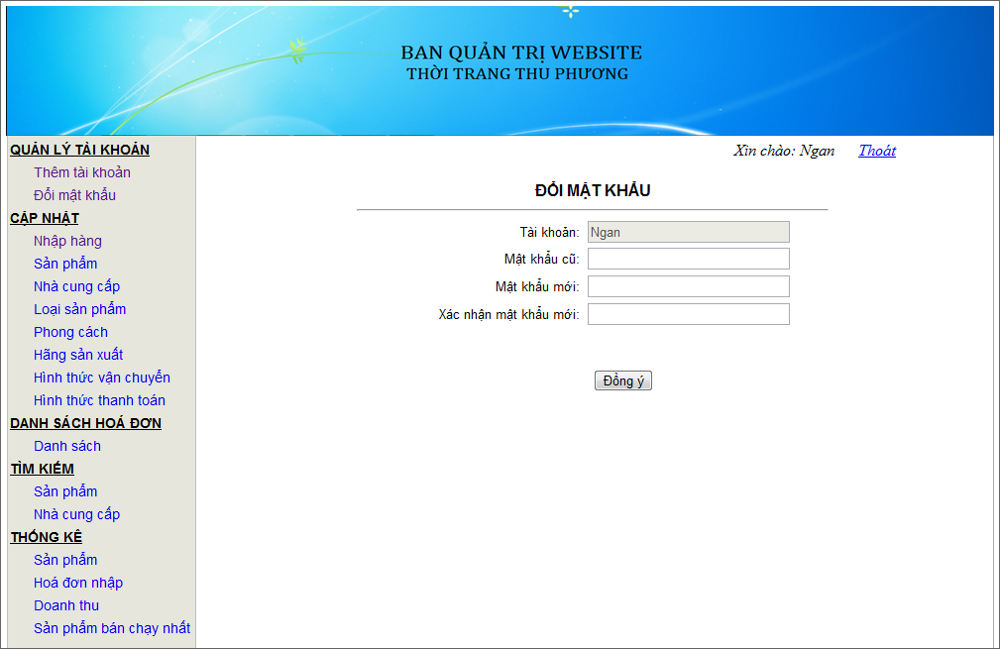 BAN QUẢN TRỊ WEBSITE
THỜI TRANG THU PHƯƠNG
QUẢN LÝ TÀI KHOẢN
Thêm tài khoản
Đổi mật khẩu
CẬP NHẬT
Nhập hàng
Sản phẩm
Nhà cung cấp
Loại sản phẩm
Phong cách
Hãng sản xuất
Hình thức vận chuyển
Hình thức thanh toán
DANH SÁCH HOÁ ĐƠN
Danh sách
TÌM KIẾM
Sản phẩm
Nhà cung cấp
THỐNG KÊ
Sản phẩm
Hoá đơn nhập
Doanh thu
Sản phẩm bán chạy nhất
Xin chào: Ngan Thoát
ĐỔI MẬT KHẨU
Tài khoản: Ngan
Mật khẩu cũ:
Mật khẩu mới:
Xác nhận mật khẩu mới:
Đồng ý